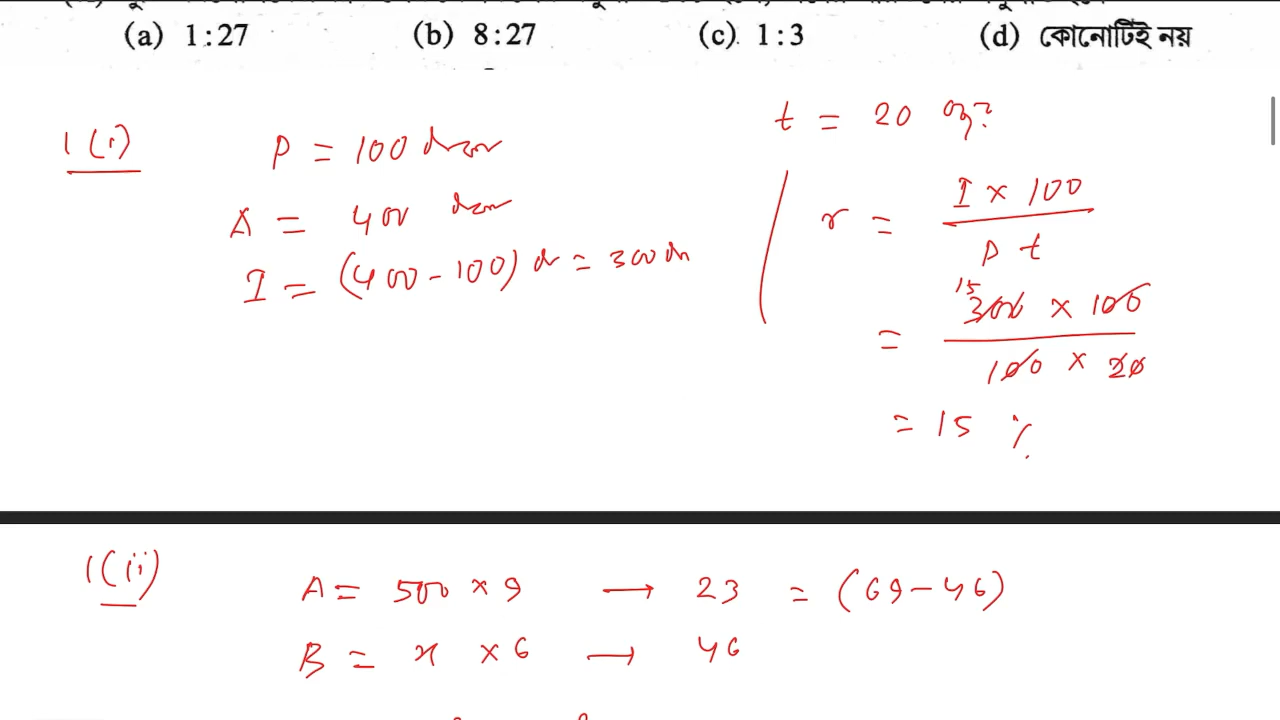 (a) 1:27 (b) 8:27 (c) 1:3 (d) কোনোটিই নয়
1(i)
P = 100
A = 400
I = (400-100) = 300
t = 20
r = I × 100 / P t
= 300 × 100 / 100 × 20
15
= 15 %
1(ii)
A = 500 × 9 → 23 = (69-46)
B = x × 6 → 46